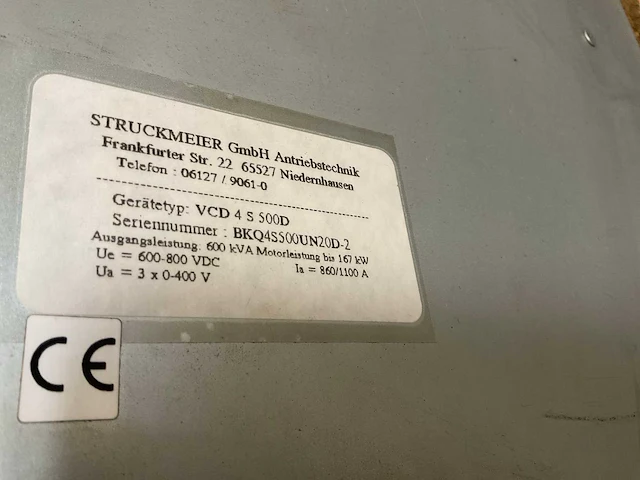 STRUCKMEIER GmbH Antriebstechnik
Frankfurter Str. 22 65527 Niedernhausen
Telefon : 06127 / 9061-0
Gerätetyp: VCD 4 S 500D
Seriennummer : BKQ4S500UN20D-2
Ausgangsleistung: 600 kVA Motorleistung bis 167 kW
Ue = 600-800 VDC Ia = 860/1100 A
Ua = 3 x 0-400 V
CE